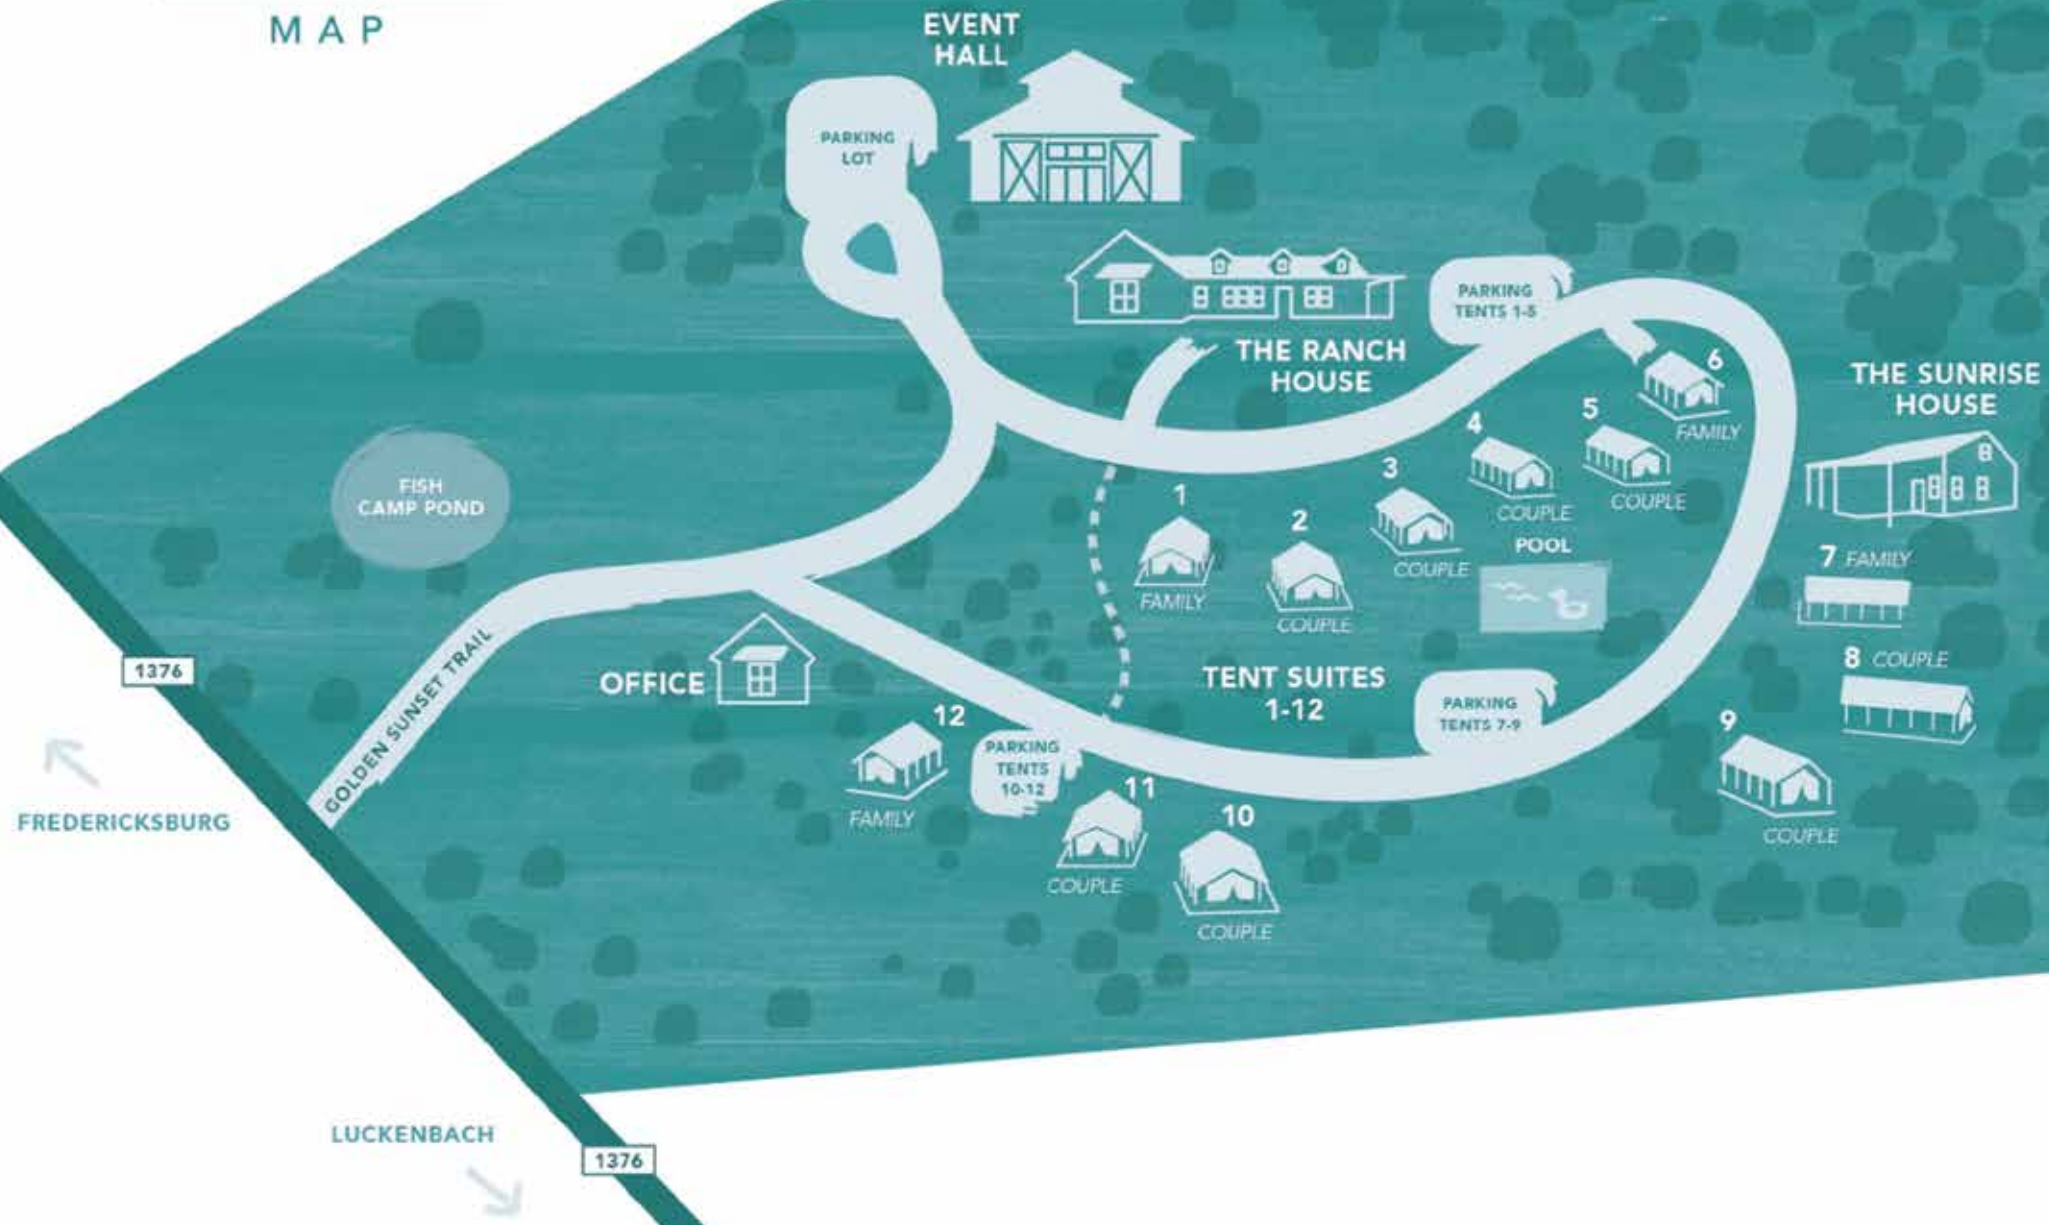 MAP
EVENT
HALL
PARKING
LOT
PARKING
TENTS 1-5
THE RANCH
HOUSE
6
FAMILY
THE SUNRISE
HOUSE
5
COUPLE
4
COUPLE
3
COUPLE
FISH
CAMP POND
1
FAMILY
2
COUPLE
POOL
7 FAMILY
8 COUPLE
TENT SUITES
1-12
PARKING
TENTS 7-9
9
COUPLE
OFFICE
GOLDEN SUNSET TRAIL
1376
12
FAMILY
PARKING
TENTS
10-12
11
COUPLE
10
COUPLE
FREDERICKSBURG
LUCKENBACH
1376